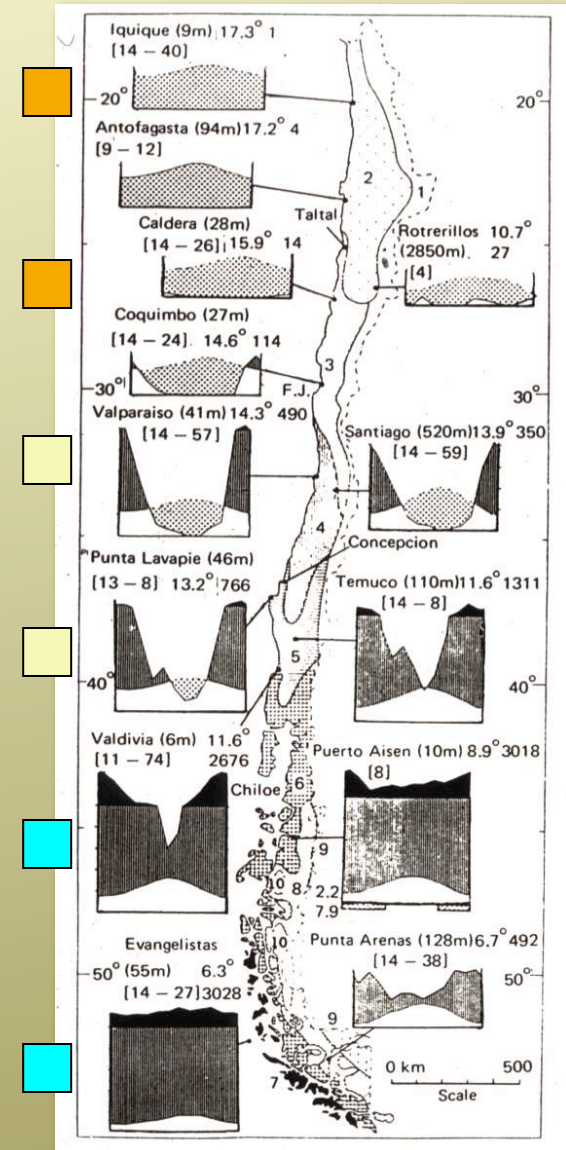 Iquique (9m) 17.3° 1
[14 – 40]
20°
20°
Antofagasta (94m) 17.2° 4
[9 – 12]
2
1
Taltal
Caldera (28m)
[14 – 26] 15.9° 14
Rotrerillos 10.7°
(2850m). 27
[4]
Coquimbo (27m)
[14 – 24]. 14.6° 114
3
F.J.
30°
30°
Valparaiso (41m) 14.3° 490
[14 – 57]
Santiago (520m) 13.9° 350
[14 – 59]
4
Concepcion
Punta Lavapie (46m)
[13 – 8] 13.2° 766
Temuco (110m) 11.6° 1311
[14 – 8]
5
40°
40°
Valdivia (6m) 11.6°
[11 – 74] 2676
Puerto Aisen (10m) 8.9° 3018
[8]
Chiloe
6
9
10
8
2.2
7.9
10
Evangelistas
(55m) 6.3°
[14 – 27] 3028
50°
Punta Arenas (128m) 6.7° 492
[14 – 38]
50°
9
7
0 km 500
Scale